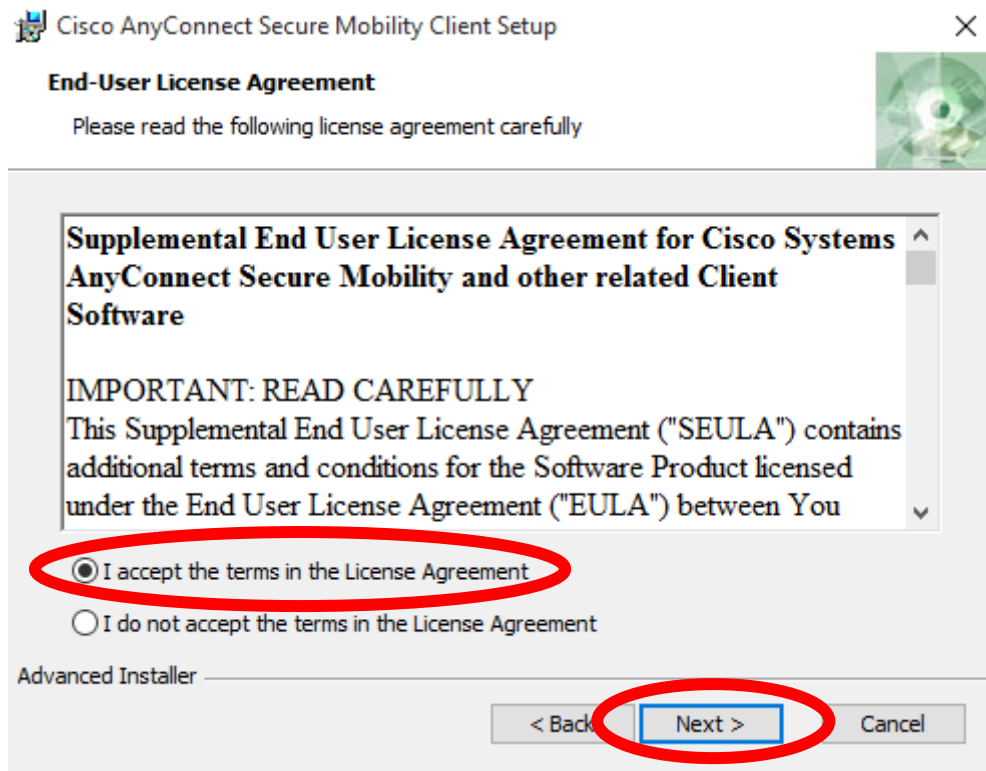 Cisco AnyConnect Secure Mobility Client Setup
End-User License Agreement
Please read the following license agreement carefully
Supplemental End User License Agreement for Cisco Systems
AnyConnect Secure Mobility and other related Client
Software
IMPORTANT: READ CAREFULLY
This Supplemental End User License Agreement ("SEULA") contains
additional terms and conditions for the Software Product licensed
under the End User License Agreement ("EULA") between You
I accept the terms in the License Agreement
I do not accept the terms in the License Agreement
Advanced Installer
< Back Next > Cancel